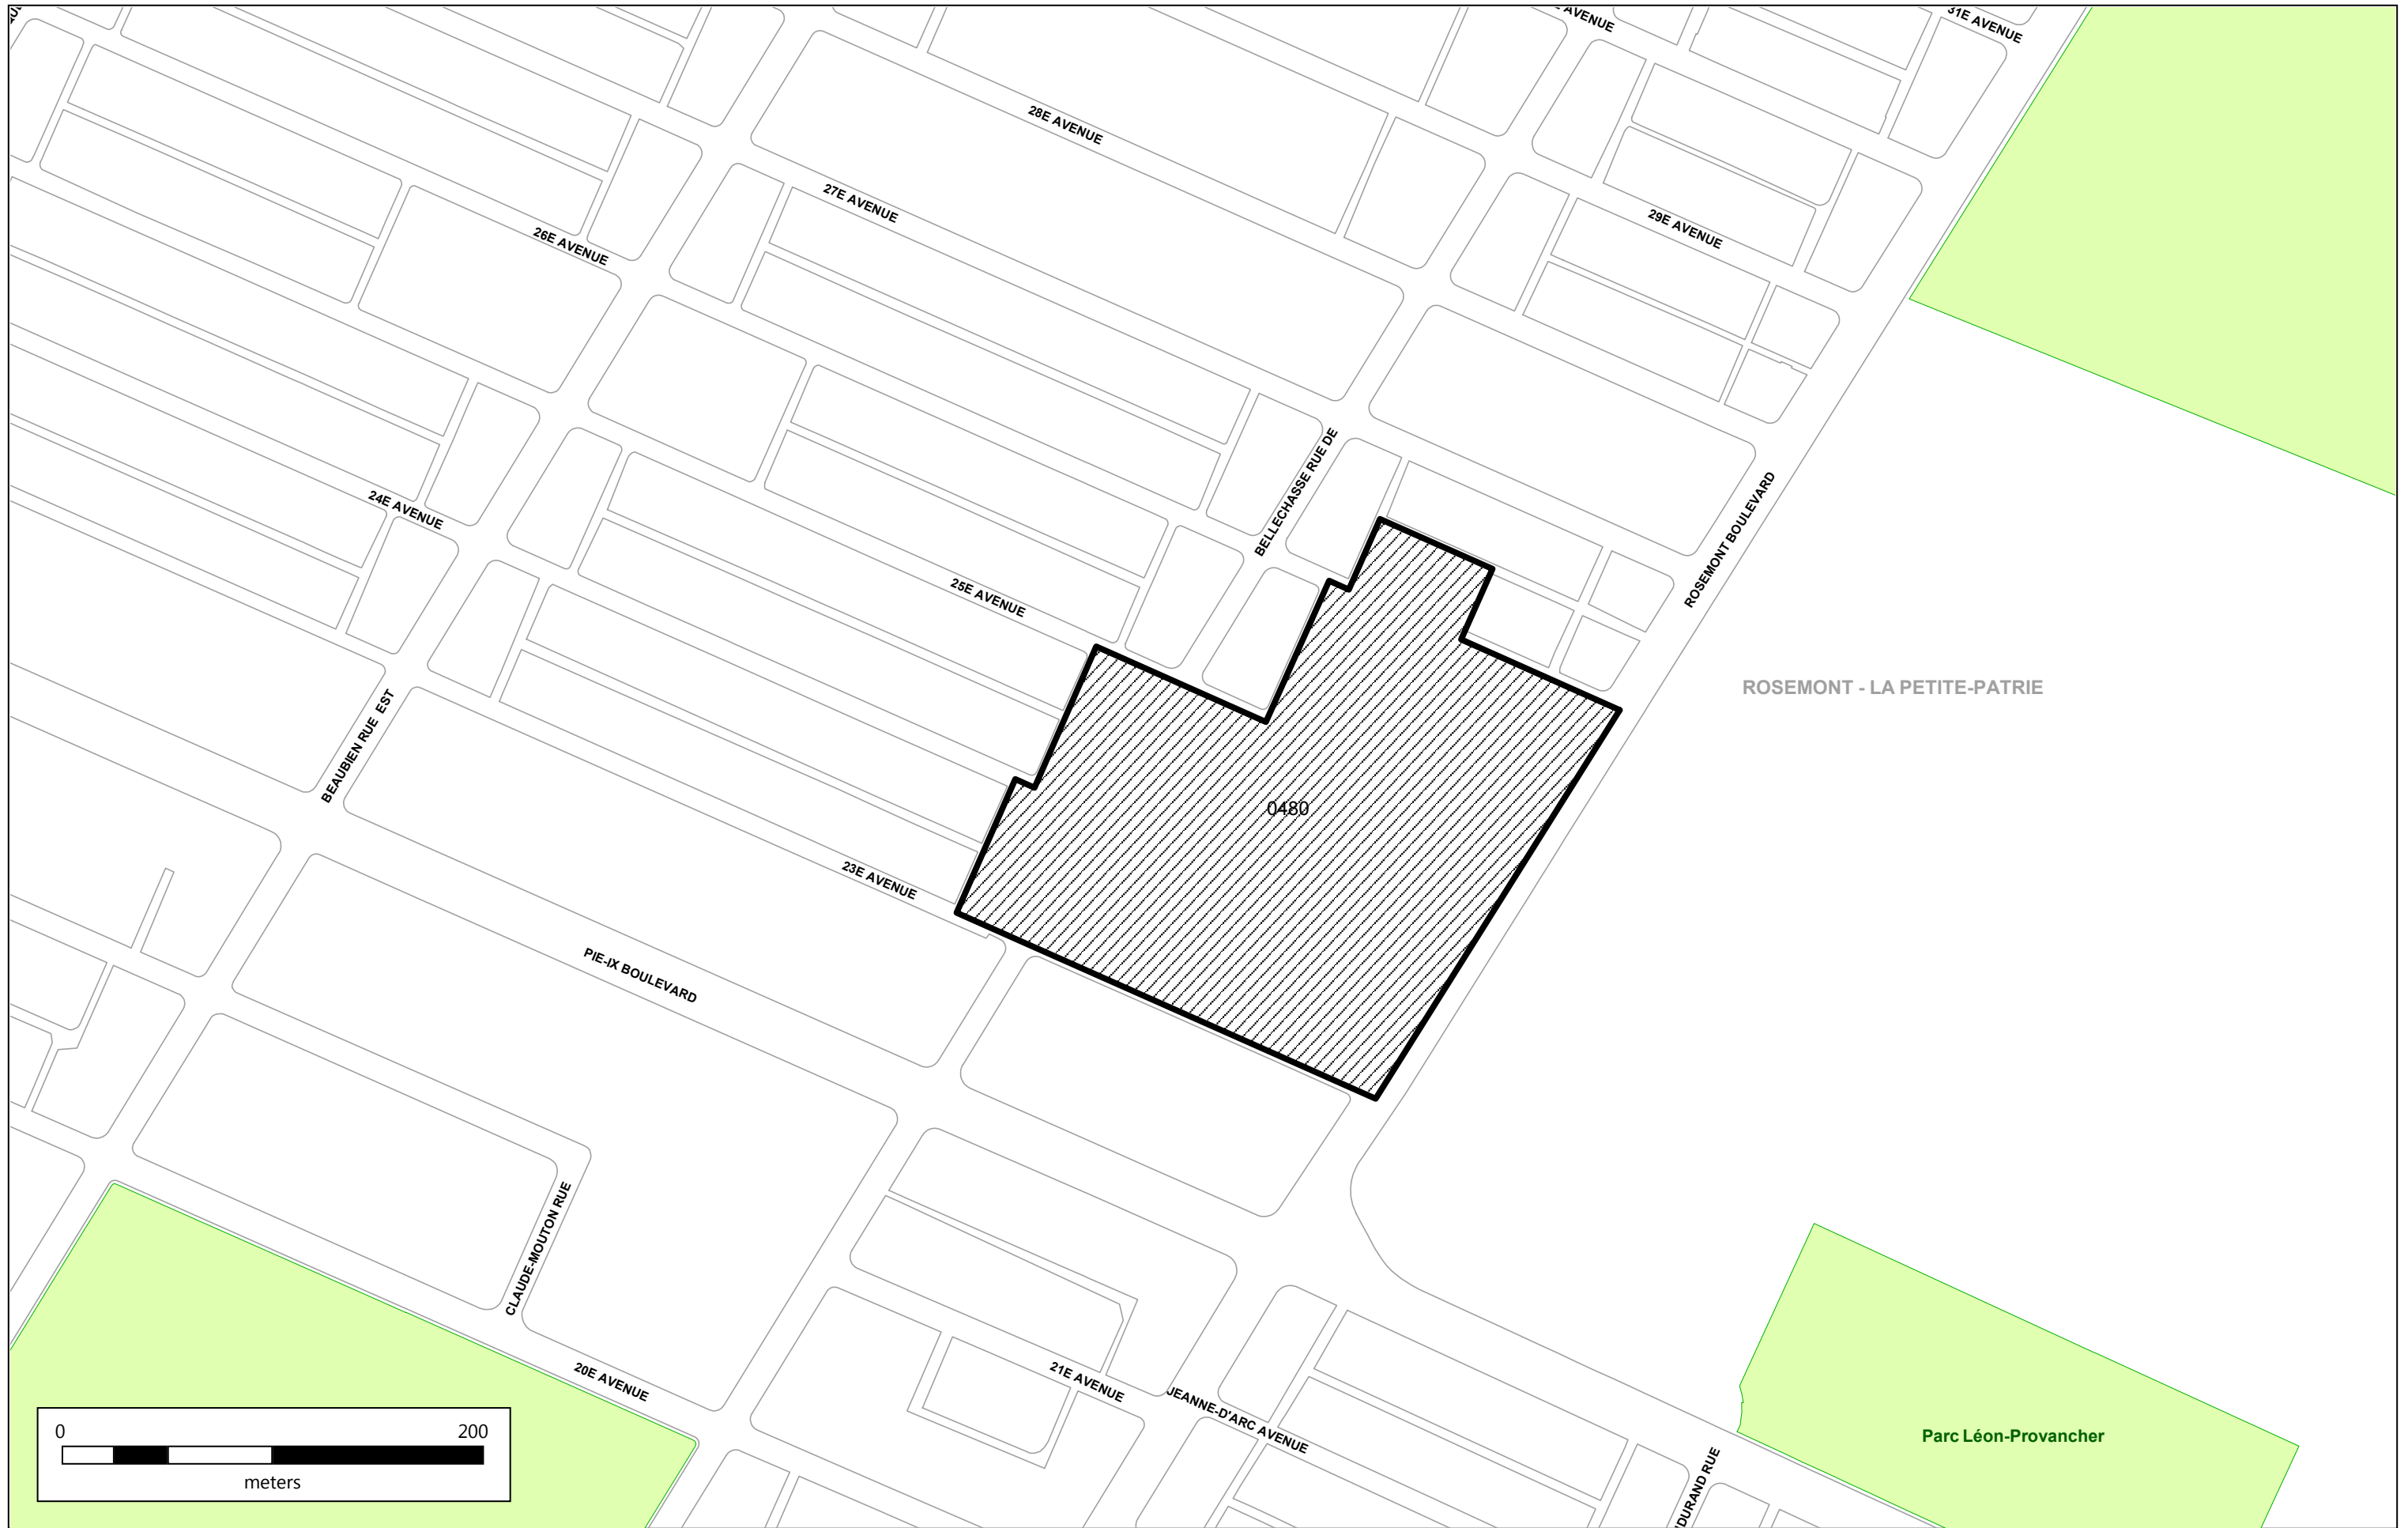 31E AVENUE
AVENUE
28E AVENUE
27E AVENUE
29E AVENUE
26E AVENUE
BELLECHASSE RUE DE
ROSEMONT BOULEVARD
24E AVENUE
25E AVENUE
ROSEMONT - LA PETITE-PATRIE
BEAUBIEN RUE EST
0480
23E AVENUE
PIE-IX BOULEVARD
CLAUDE-MOUTON RUE
20E AVENUE
21E AVENUE
JEANNE-D'ARC AVENUE
Parc Léon-Provancher
DURAND RUE
0 200
meters